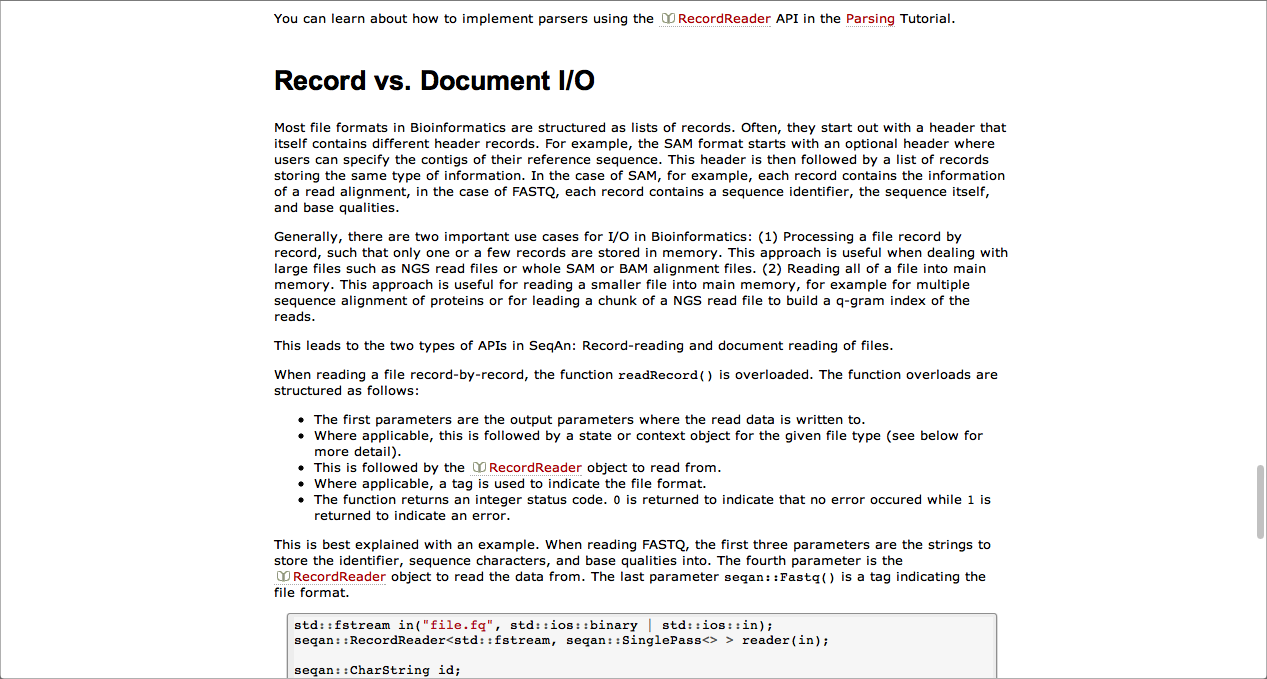 You can learn about how to implement parsers using the RecordReader API in the Parsing Tutorial.
Record vs. Document I/O
Most file formats in Bioinformatics are structured as lists of records. Often, they start out with a header that
itself contains different header records. For example, the SAM format starts with an optional header where
users can specify the contigs of their reference sequence. This header is then followed by a list of records
storing the same type of information. In the case of SAM, for example, each record contains the information
of a read alignment, in the case of FASTQ, each record contains a sequence identifier, the sequence itself,
and base qualities.
Generally, there are two important use cases for I/O in Bioinformatics: (1) Processing a file record by
record, such that only one or a few records are stored in memory. This approach is useful when dealing with
large files such as NGS read files or whole SAM or BAM alignment files. (2) Reading all of a file into main
memory. This approach is useful for reading a smaller file into main memory, for example for multiple
sequence alignment of proteins or for leading a chunk of a NGS read file to build a q-gram index of the
reads.
This leads to the two types of APIs in SeqAn: Record-reading and document reading of files.
When reading a file record-by-record, the function readRecord() is overloaded. The function overloads are
structured as follows:
• The first parameters are the output parameters where the read data is written to.
• Where applicable, this is followed by a state or context object for the given file type (see below for
more detail).
• This is followed by the RecordReader object to read from.
• Where applicable, a tag is used to indicate the file format.
• The function returns an integer status code. 0 is returned to indicate that no error occured while 1 is
returned to indicate an error.
This is best explained with an example. When reading FASTQ, the first three parameters are the strings to
store the identifier, sequence characters, and base qualities into. The fourth parameter is the
RecordReader object to read the data from. The last parameter seqan::Fastq() is a tag indicating the
file format.
std::fstream in("file.fq", std::ios::binary | std::ios::in);
seqan::RecordReader<std::fstream, seqan::SinglePass<> > reader(in);
seqan::CharString id;